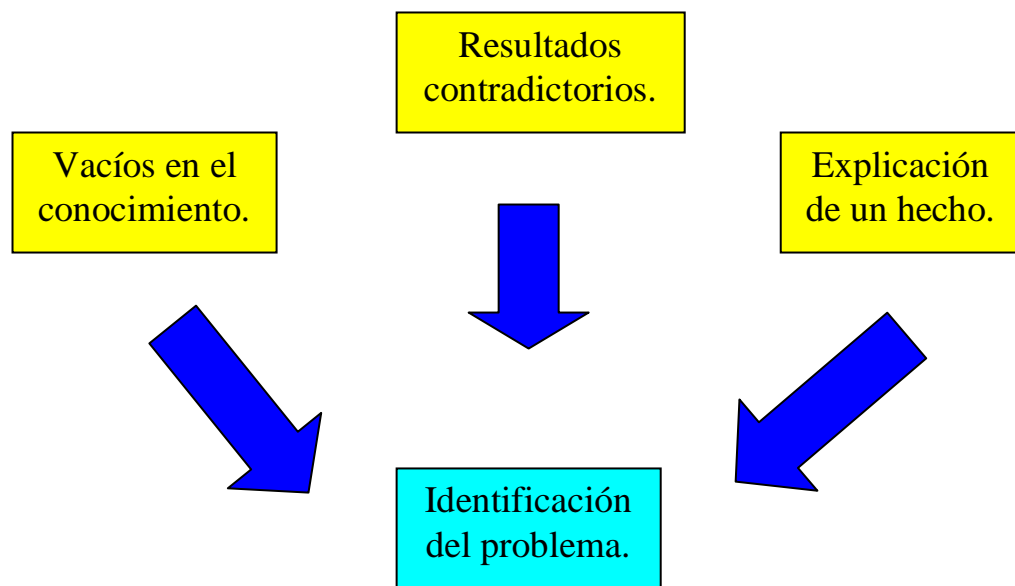 Resultados
contradictorios.
Vacíos en el
conocimiento.
Explicación
de un hecho.
Identificación
del problema.